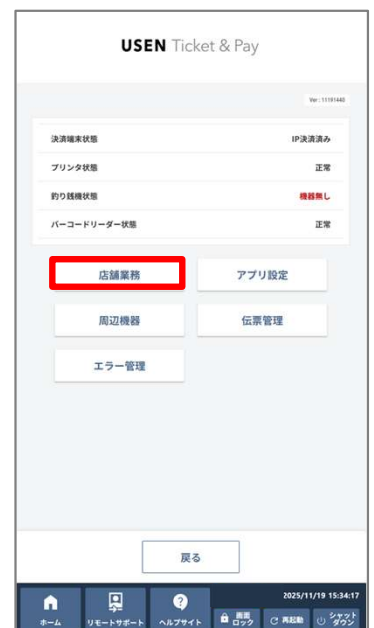 USEN Ticket & Pay
Ver : 11191440
決済端末状態 IP決済済み
プリンタ状態 正常
釣り銭機状態 機器無し
バーコードリーダー状態 正常
店舗業務 アプリ設定
周辺機器 伝票管理
エラー管理
戻る
2025/11/19 15:34:17
ホーム リモートサポート ヘルプサイト 画面ロック 再起動 シャットダウン